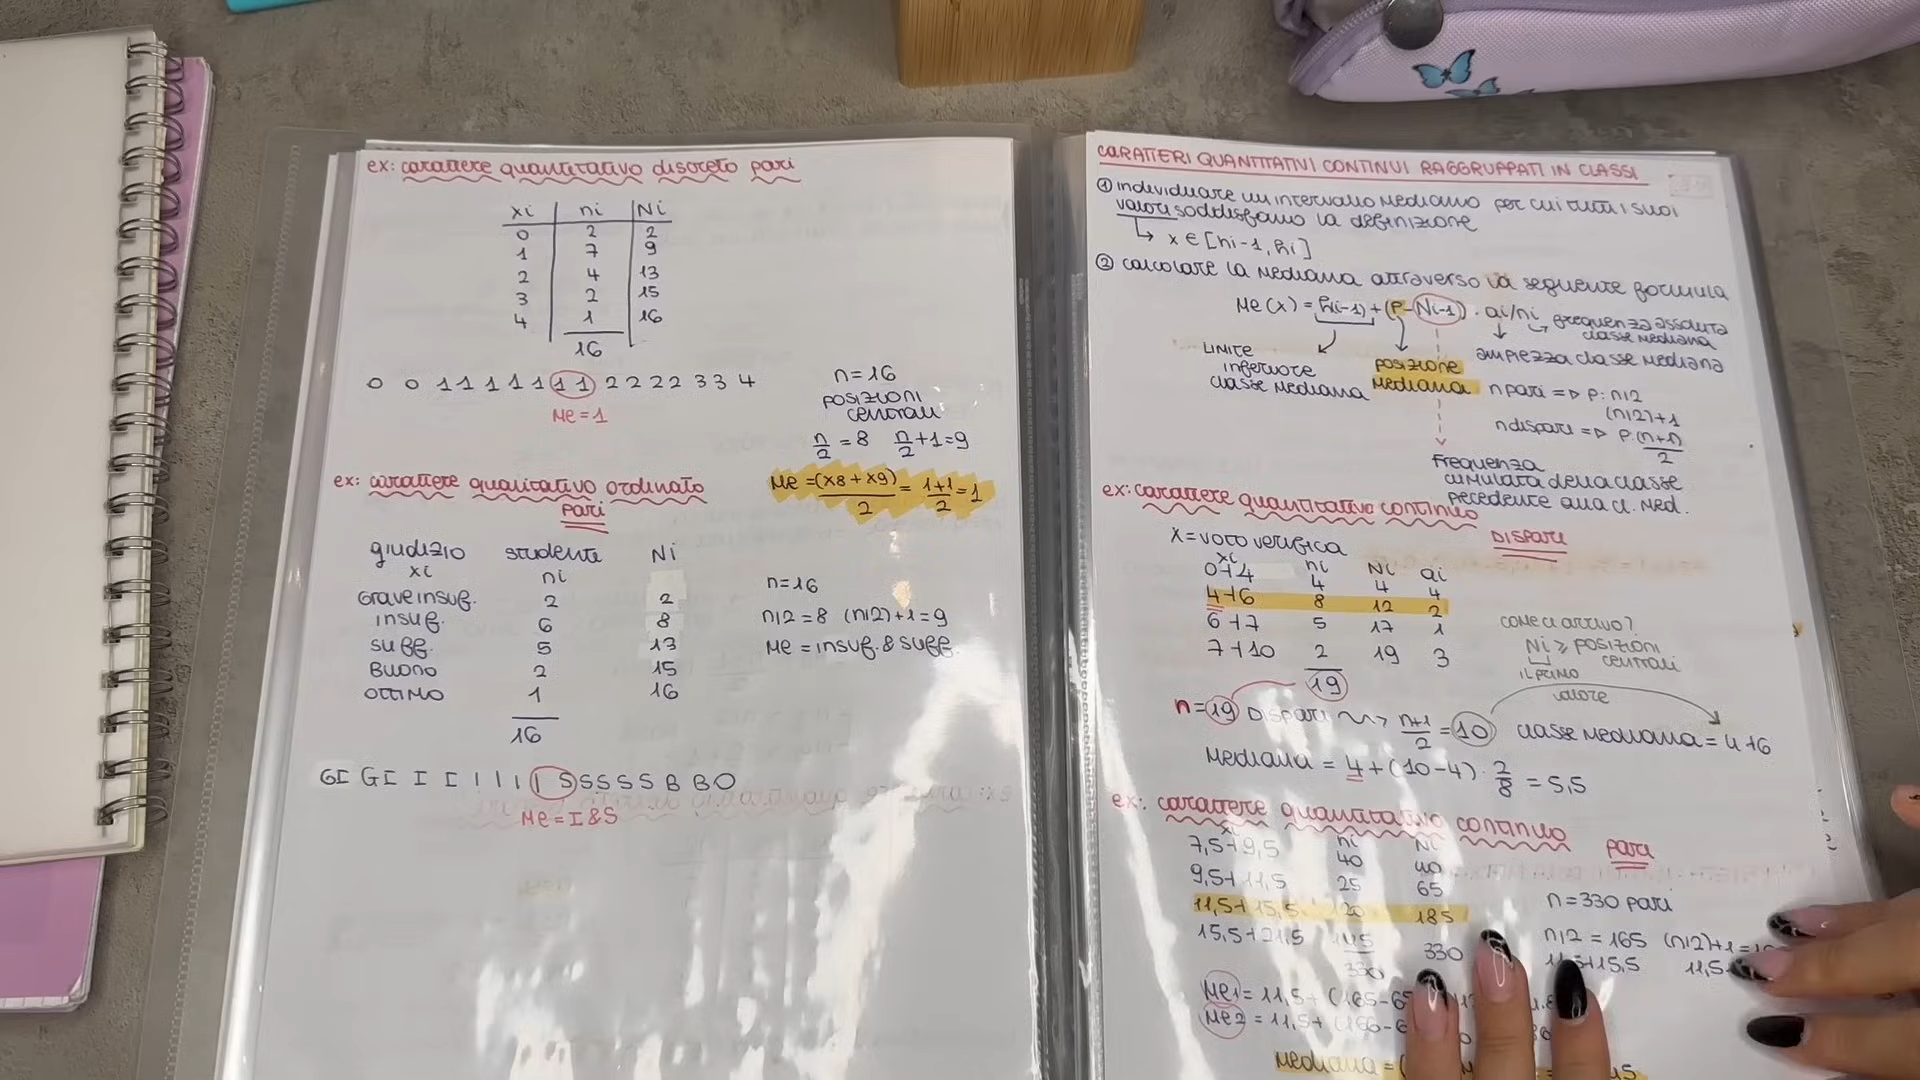 ex: carattere quantitativo discreto pari
xi ni Ni
0 2 2
1 7 9
2 4 13
3 2 15
4 1 16
16
0 0 1 1 1 1 1 1 1 2 2 2 2 3 3 4
Me=1
n=16
posizioni
centrali
n/2 = 8 n/2+1=9
Me = (x8 + x9)/2 = 1+1/2 = 1
ex: carattere qualitativo ordinato
pari
giudizio studente Ni
xi ni
Grave insuf. 2 2
insuf. 6 8
suff. 5 13
Buono 2 15
ottimo 1 16
16
n=16
n/2=8 (n/2)+1=9
Me = insuf. & suff.
GI GI I I I I I I S S S S S B B O
Me=I&S
CARATTERI QUANTITATIVI CONTINUI RAGGRUPPATI IN CLASSI
① individuare un intervallo mediano per cui tutti i suoi
valori soddisfano la definizione
↳ x ∈ [hi-1, hi]
② calcolare la mediana attraverso la seguente formula
Me (x) = h(i-1) + (P-Ni-1) · ai/ni
frequenza assoluta
classe mediana
ampiezza classe mediana
LIMITE
inferiore
classe mediana
posizione
mediana
n pari => P: n/2
(n/2)+1
n dispari => P: (n+1)/2
frequenza
cumulata della classe
precedente alla cl. Med.
ex: carattere quantitativo continuo
DISPARI
x = voto verifica
xi ni Ni ai
0+4 4 4 4
4+6 8 12 2
6+7 5 17 1
7+10 2 19 3
19
come ci arrivo?
Ni ≥ posizioni
centrali
il primo
valore
n=19 DISPARI ~> n+1/2 = 10 classe mediana = 4+6
Mediana = 4+(10-4) · 2/8 = 5,5
ex: carattere quantitativo continuo pari
xi ni Ni
7,5+9,5 40 40
9,5+11,5 25 65
11,5+15,5 120 185
15,5+21,5 145 330
330
n=330 pari
n/2 = 165 (n/2)+1=
11,5+15,5 11,5
Me1 = 11,5+ (165-65
Me2 = 11,5+ (166-6
Mediana = (